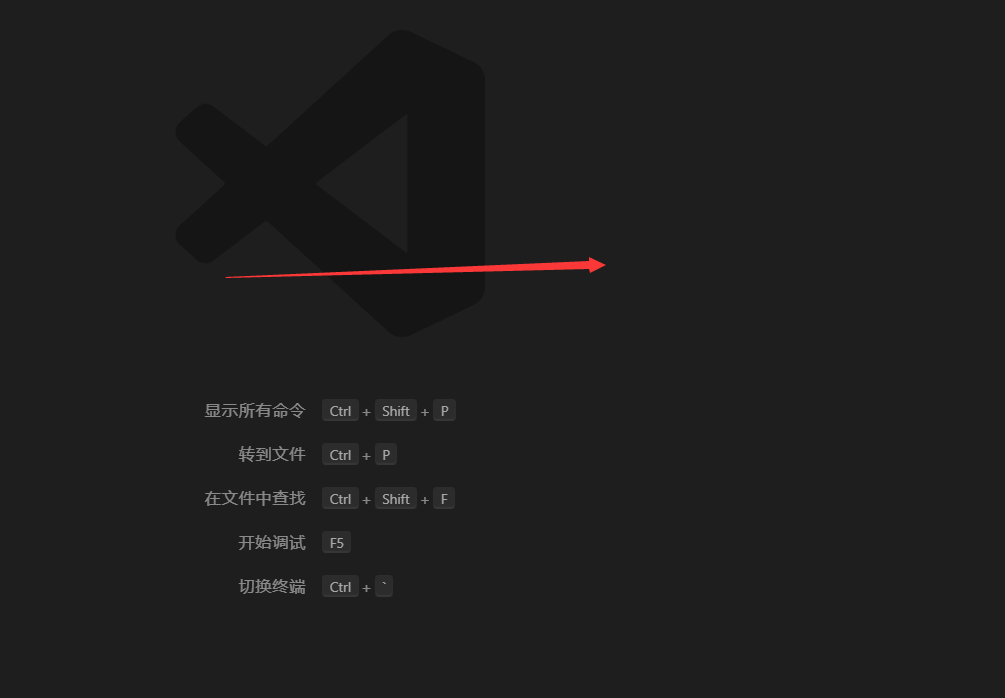 显示所有命令 Ctrl + Shift + P
转到文件 Ctrl + P
在文件中查找 Ctrl + Shift + F
开始调试 F5
切换终端 Ctrl + `